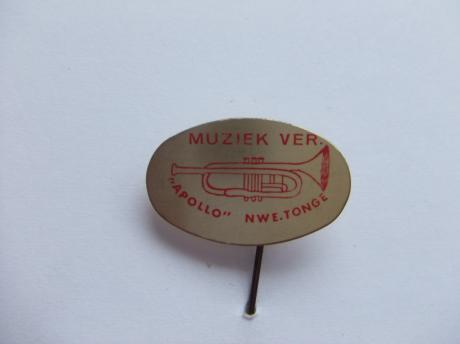 MUZIEK VER.
"APOLLO" NWE.TONGE